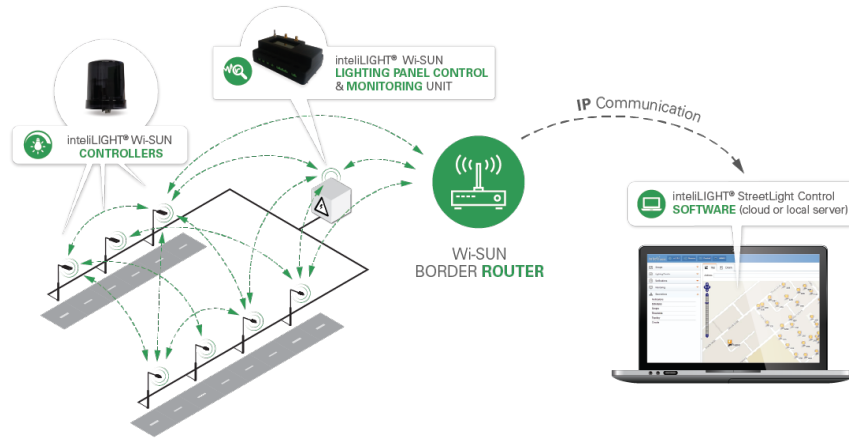 inteliLIGHT® Wi-SUN
LIGHTING PANEL CONTROL
& MONITORING UNIT
inteliLIGHT® Wi-SUN
CONTROLLERS
IP Communication
inteliLIGHT® StreetLight Control
SOFTWARE (cloud or local server)
Wi-SUN
BORDER ROUTER